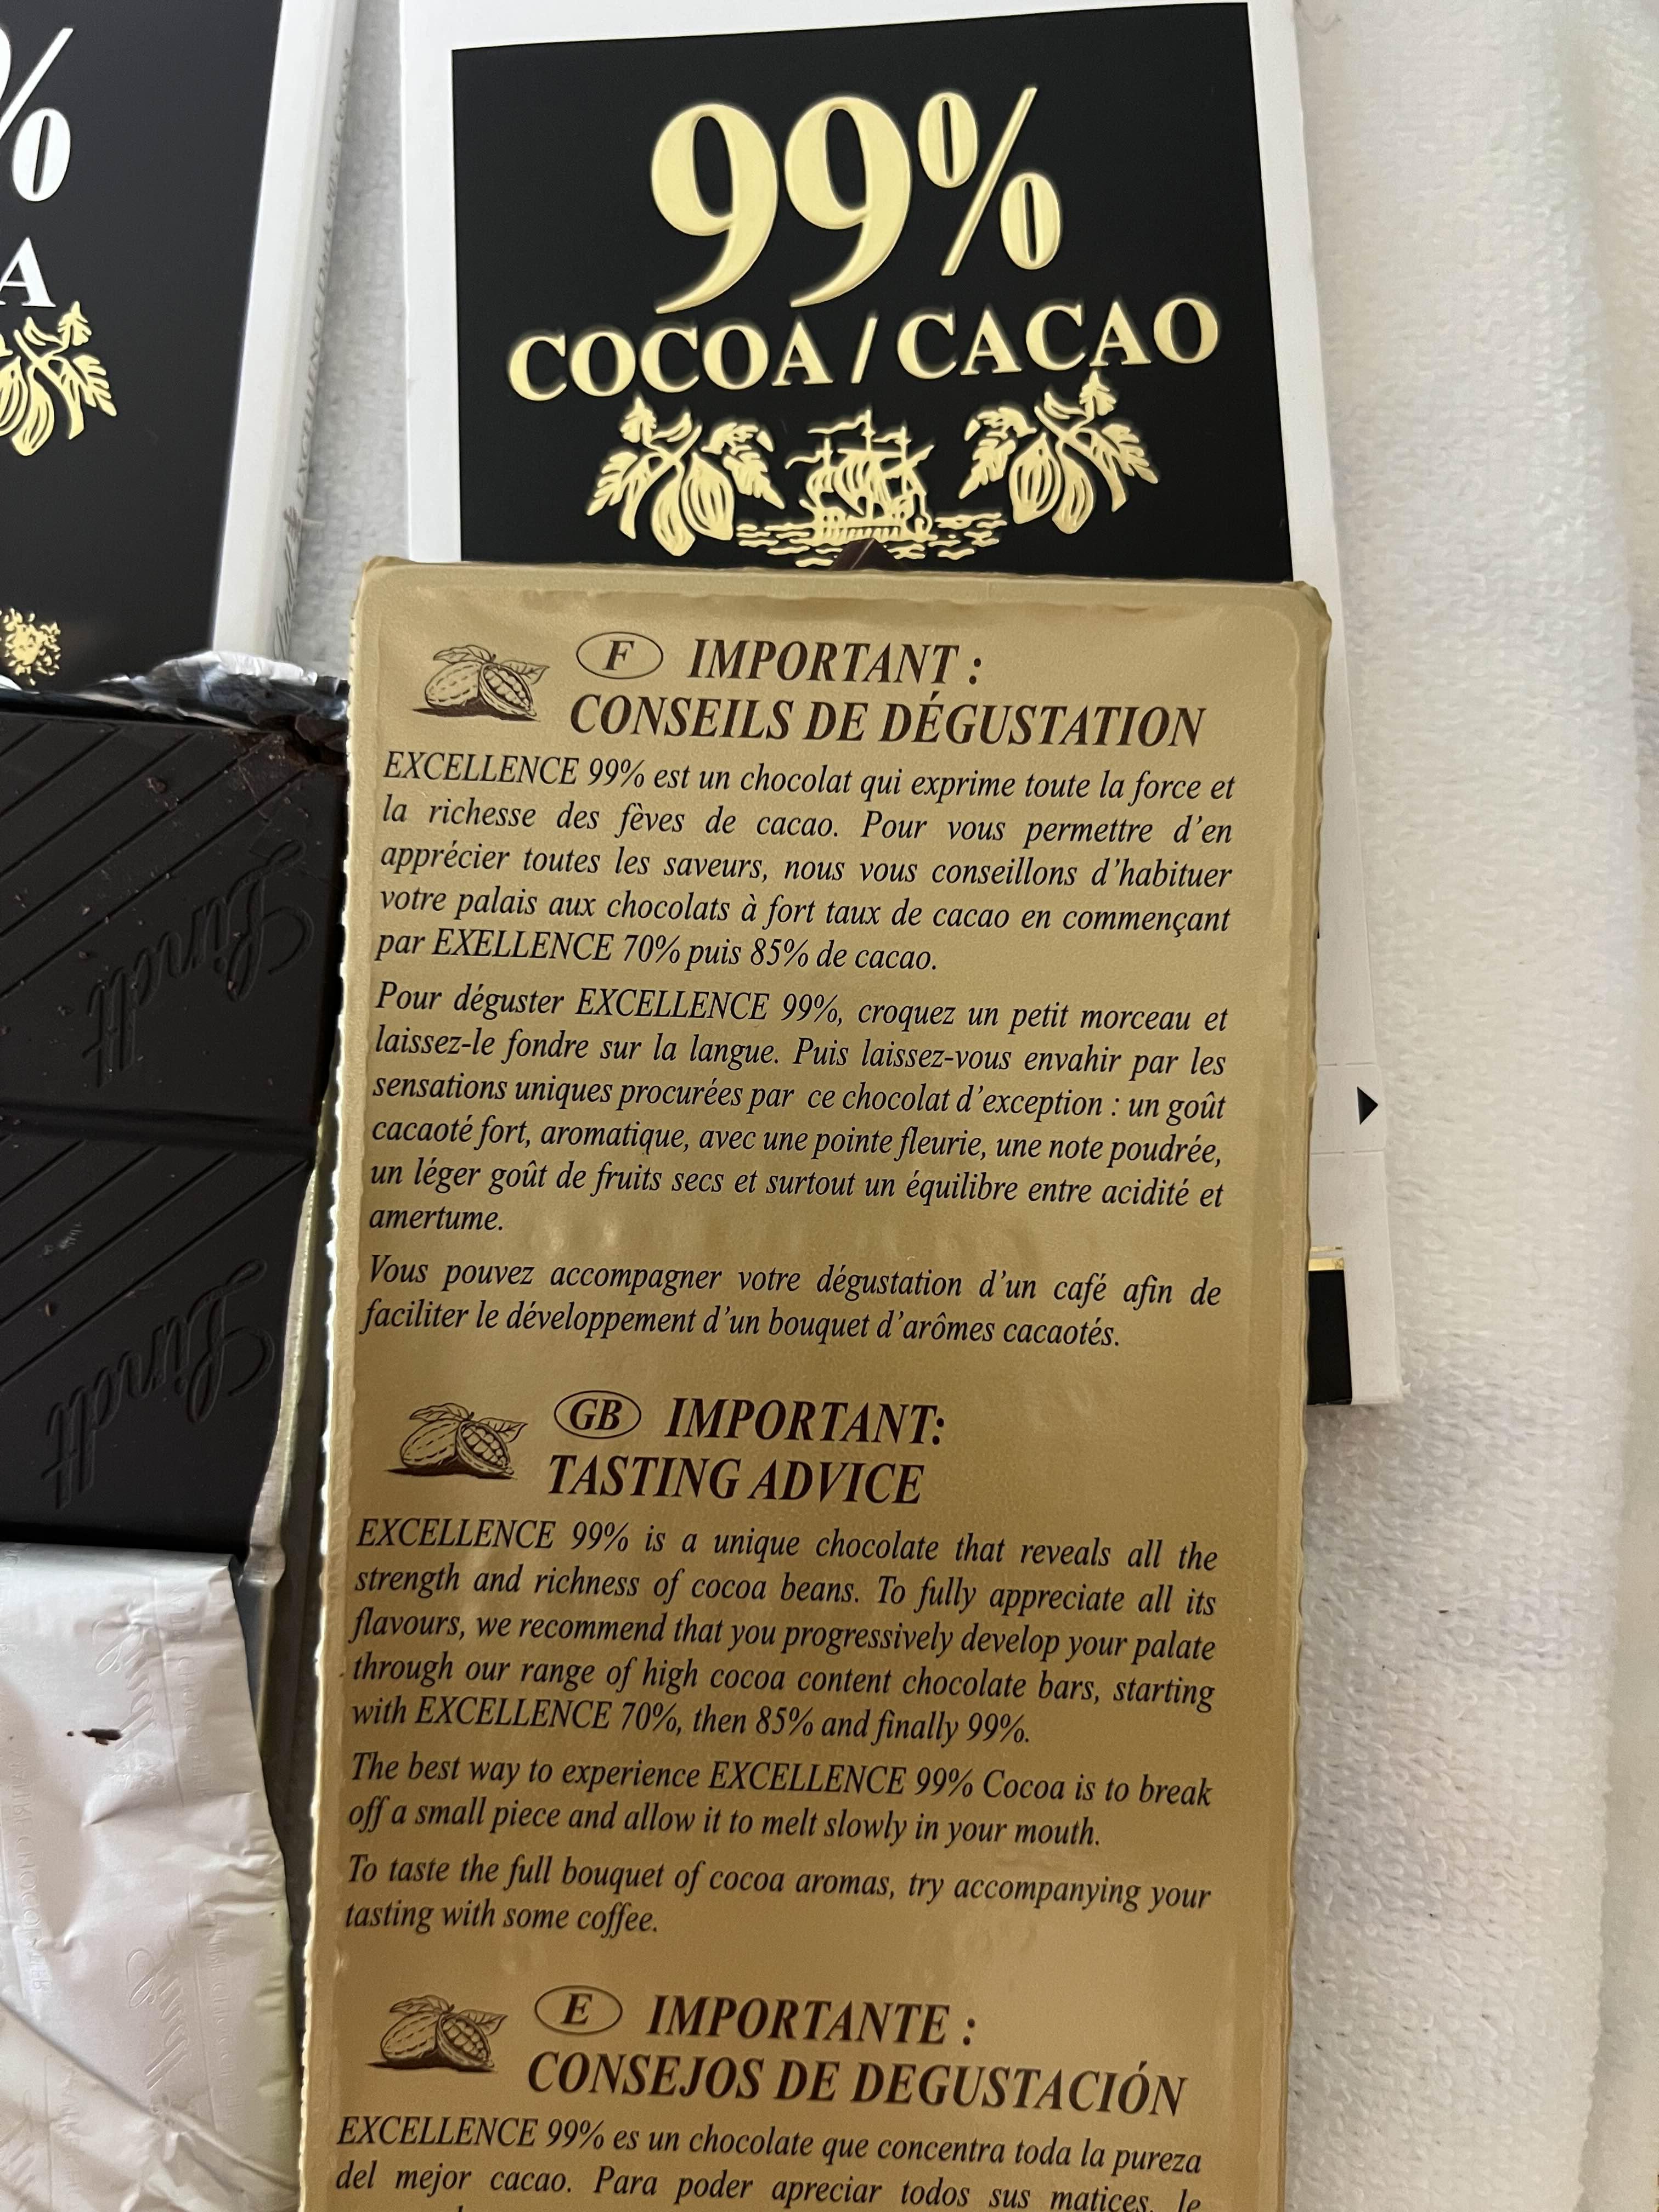 %
A
99%
COCOA / CACAO
Lindt
Lindt
F IMPORTANT :
CONSEILS DE DÉGUSTATION
EXCELLENCE 99% est un chocolat qui exprime toute la force et
la richesse des fèves de cacao. Pour vous permettre d'en
apprécier toutes les saveurs, nous vous conseillons d'habituer
votre palais aux chocolats à fort taux de cacao en commençant
par EXELLENCE 70% puis 85% de cacao.
Pour déguster EXCELLENCE 99%, croquez un petit morceau et
laissez-le fondre sur la langue. Puis laissez-vous envahir par les
sensations uniques procurées par ce chocolat d'exception : un goût
cacaoté fort, aromatique, avec une pointe fleurie, une note poudrée,
un léger goût de fruits secs et surtout un équilibre entre acidité et
amertume.
Vous pouvez accompagner votre dégustation d'un café afin de
faciliter le développement d'un bouquet d'arômes cacaotés.
GB IMPORTANT:
TASTING ADVICE
EXCELLENCE 99% is a unique chocolate that reveals all the
strength and richness of cocoa beans. To fully appreciate all its
flavours, we recommend that you progressively develop your palate
through our range of high cocoa content chocolate bars, starting
with EXCELLENCE 70%, then 85% and finally 99%.
The best way to experience EXCELLENCE 99% Cocoa is to break
off a small piece and allow it to melt slowly in your mouth.
To taste the full bouquet of cocoa aromas, try accompanying your
tasting with some coffee.
E IMPORTANTE :
CONSEJOS DE DEGUSTACIÓN
EXCELLENCE 99% es un chocolate que concentra toda la pureza
del mejor cacao. Para poder apreciar todos sus matices, le